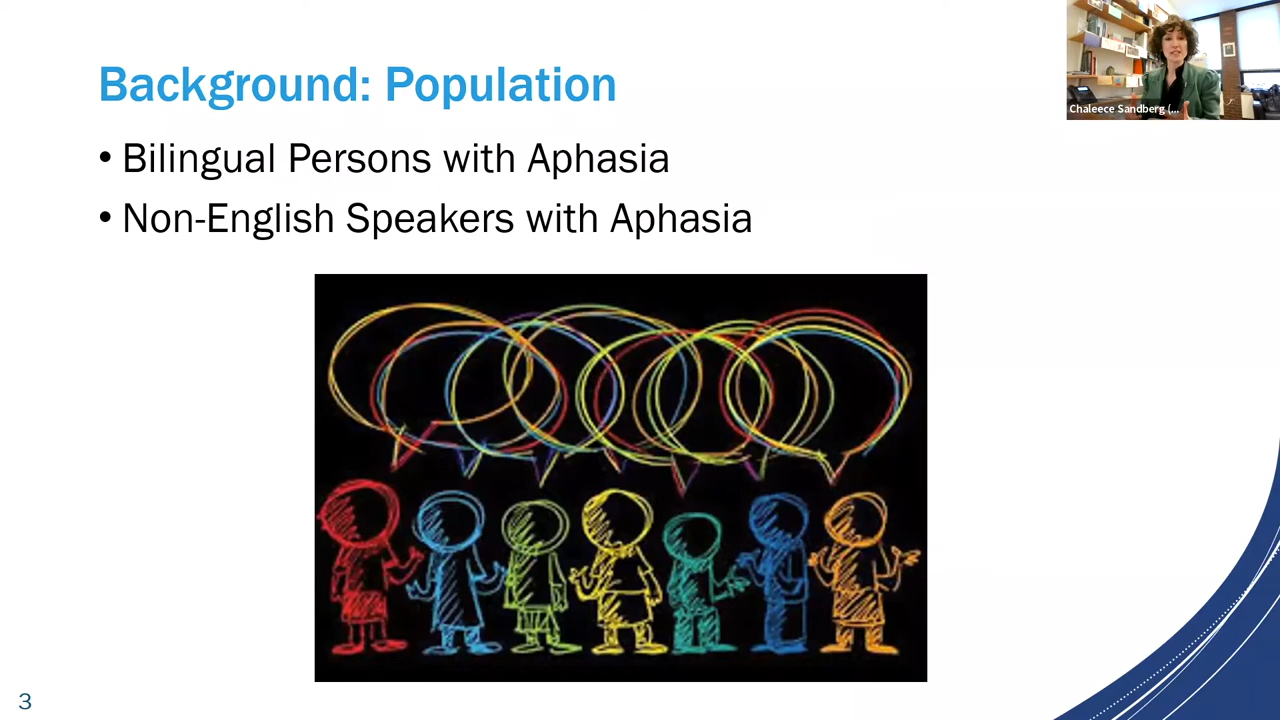 Background: Population
• Bilingual Persons with Aphasia
• Non-English Speakers with Aphasia
Chaleece Sandberg (...
3